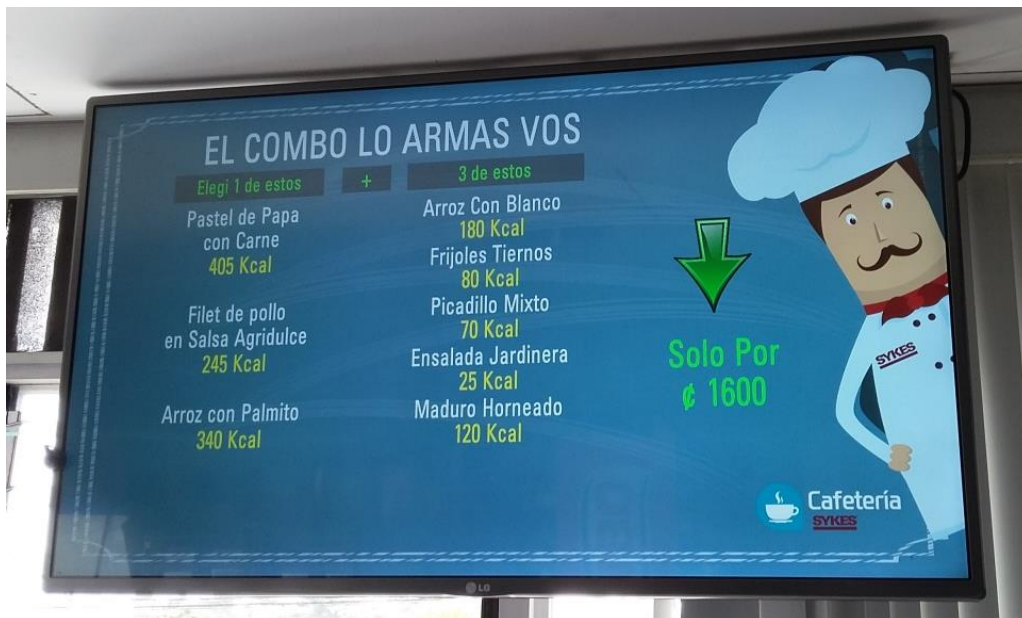 EL COMBO LO ARMAS VOS
Elegi 1 de estos + 3 de estos
Pastel de Papa
con Carne
405 Kcal
Filet de pollo
en Salsa Agridulce
245 Kcal
Arroz con Palmito
340 Kcal
Arroz Con Blanco
180 Kcal
Frijoles Tiernos
80 Kcal
Picadillo Mixto
70 Kcal
Ensalada Jardinera
25 Kcal
Maduro Horneado
120 Kcal
Solo Por
¢ 1600
SYKES
Cafetería
SYKES
LG